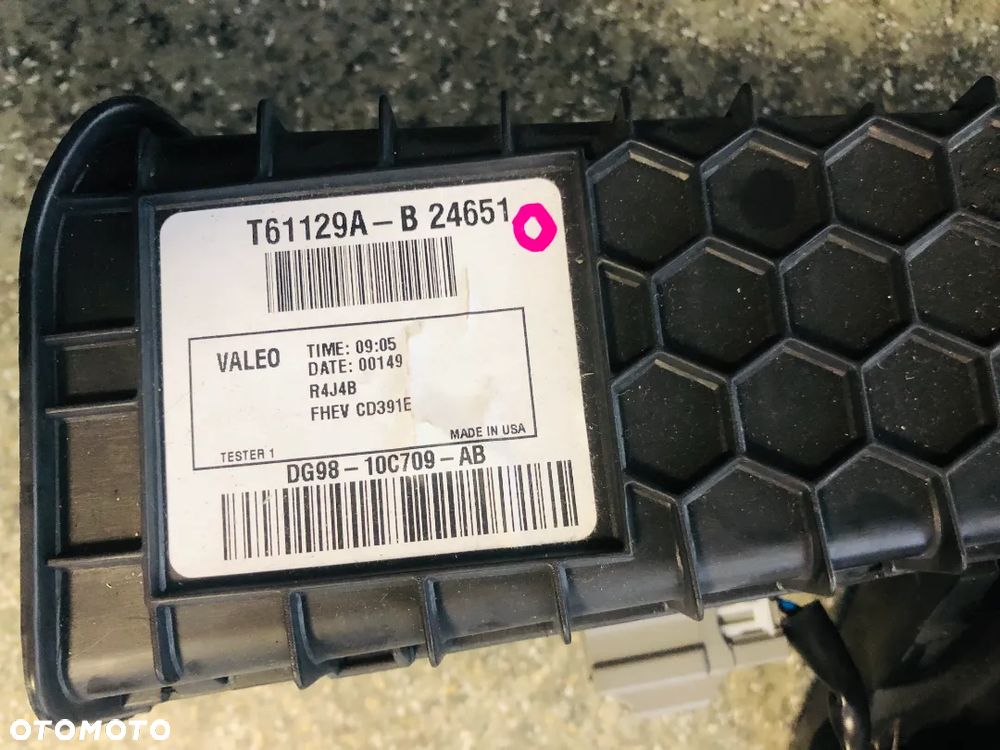 T61129A – B 24651
VALEO
TIME: 09:05
DATE: 00149
R4J4B
FHEV CD391E
TESTER 1
MADE IN USA
DG98 – 10C709 – AB
OTOMOTO